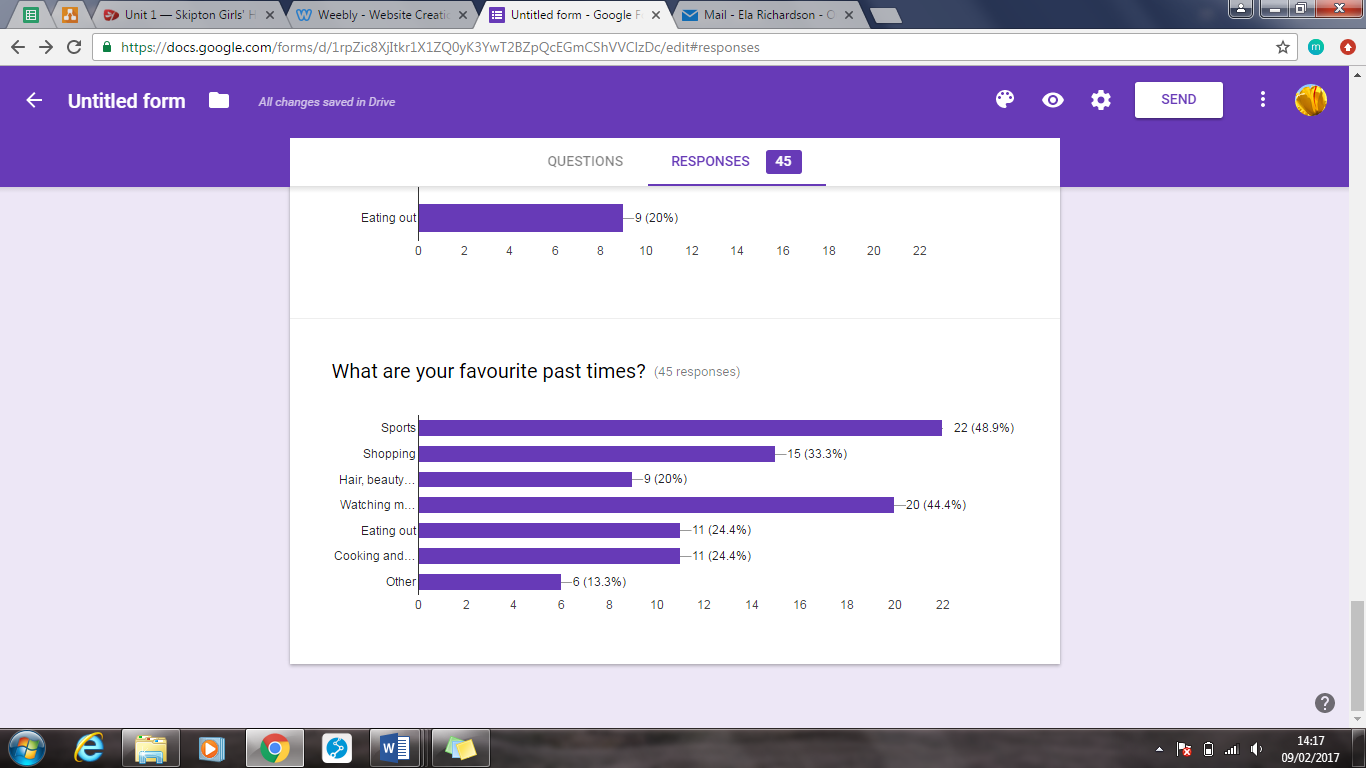 Unit 1 — Skipton Girls' H
Weebly - Website Creatio
Untitled form - Google F
Mail - Ela Richardson - O
https://docs.google.com/forms/d/1rpZic8XjItkr1X1ZQ0yK3YwT2BZpQcEGmCShVVClzDc/edit#responses
m
Untitled form
All changes saved in Drive
SEND
QUESTIONS
RESPONSES
45
Eating out
9 (20%)
0 2 4 6 8 10 12 14 16 18 20 22
What are your favourite past times? (45 responses)
Sports
22 (48.9%)
Shopping
15 (33.3%)
Hair, beauty...
9 (20%)
Watching m...
20 (44.4%)
Eating out
11 (24.4%)
Cooking and...
11 (24.4%)
Other
6 (13.3%)
0 2 4 6 8 10 12 14 16 18 20 22
?
W
14:17
09/02/2017